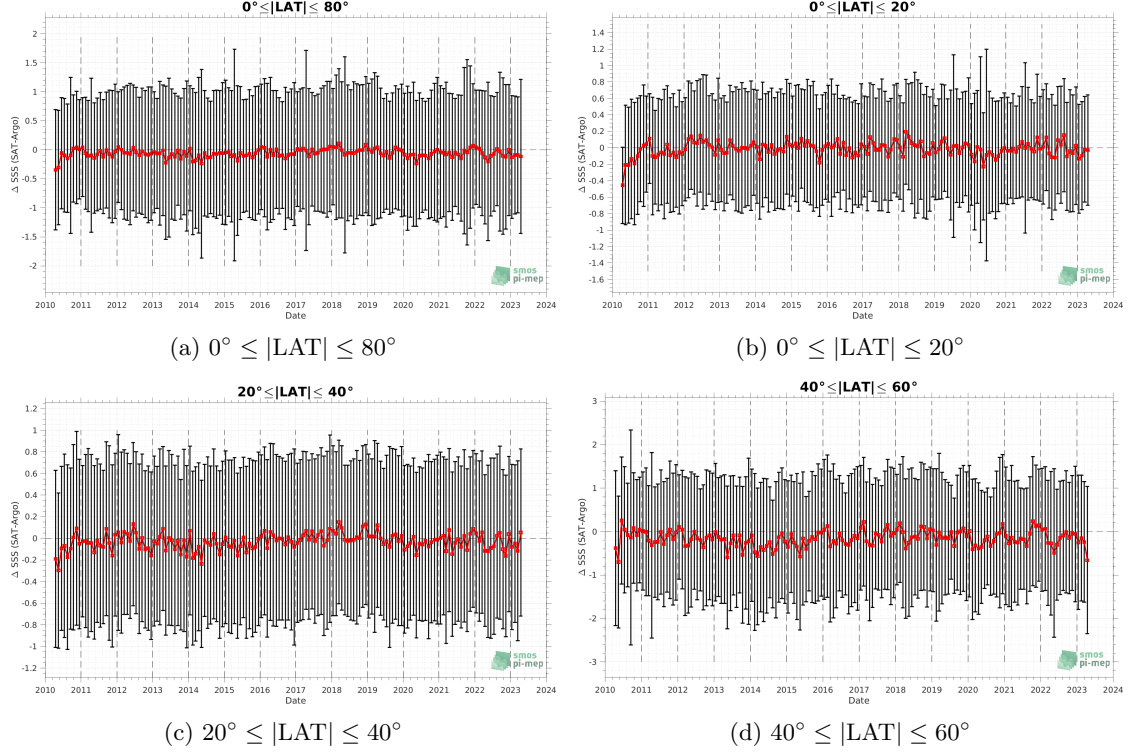 0°≤|LAT|≤ 80°
2
1.5
1
0.5
0
-0.5
-1
-1.5
-2
Δ SSS (SAT-Argo)
2010 2011 2012 2013 2014 2015 2016 2017 2018 2019 2020 2021 2022 2023 2024
Date
smos
pi-mep
(a) 0° ≤ |LAT| ≤ 80°
0°≤|LAT|≤ 20°
1.4
1.2
1
0.8
0.6
0.4
0.2
0
-0.2
-0.4
-0.6
-0.8
-1
-1.2
-1.4
-1.6
Δ SSS (SAT-Argo)
2010 2011 2012 2013 2014 2015 2016 2017 2018 2019 2020 2021 2022 2023 2024
Date
smos
pi-mep
(b) 0° ≤ |LAT| ≤ 20°
20°≤|LAT|≤ 40°
1.2
1
0.8
0.6
0.4
0.2
0
-0.2
-0.4
-0.6
-0.8
-1
-1.2
Δ SSS (SAT-Argo)
2010 2011 2012 2013 2014 2015 2016 2017 2018 2019 2020 2021 2022 2023 2024
Date
smos
pi-mep
(c) 20° ≤ |LAT| ≤ 40°
40°≤|LAT|≤ 60°
3
2
1
0
-1
-2
-3
Δ SSS (SAT-Argo)
2010 2011 2012 2013 2014 2015 2016 2017 2018 2019 2020 2021 2022 2023 2024
Date
smos
pi-mep
(d) 40° ≤ |LAT| ≤ 60°